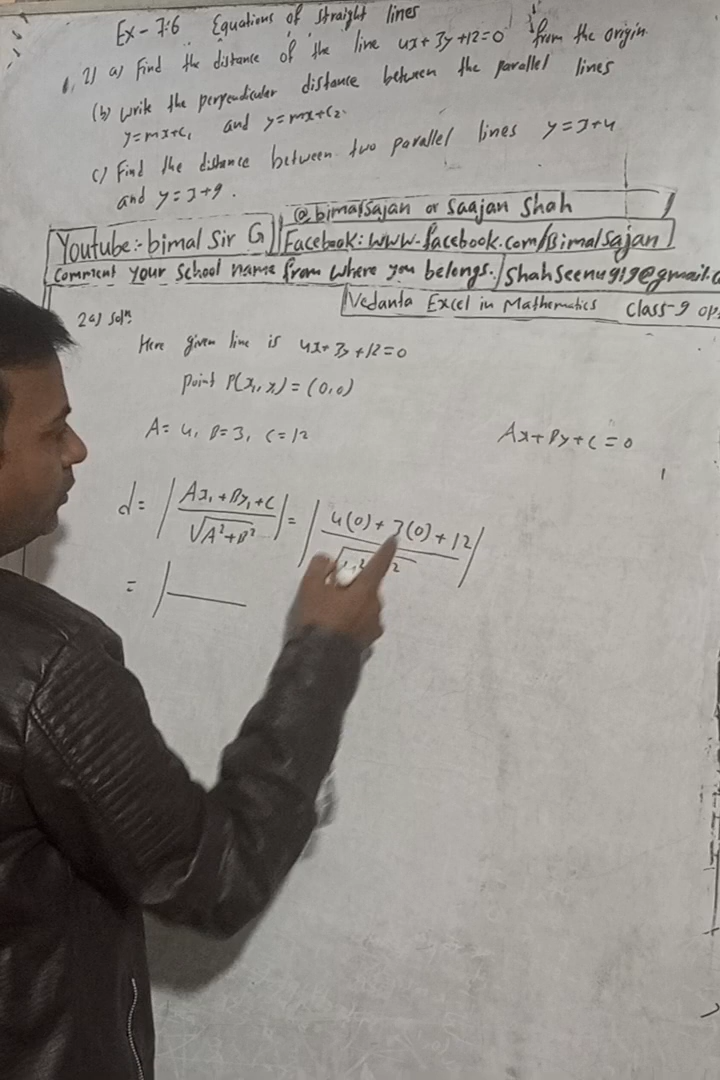 Ex - 7.6 Equations of straight lines
2) a) Find the distance of the line 4x + 3y + 12 = 0 from the origin
(b) write the perpendicular distance between the parallel lines
y = mx + c₁ and y = mx + c₂.
c) Find the distance between two parallel lines y = x + 4
and y = x + 9.
@bimalsajan or Saajan Shah
Youtube:- bimal Sir G
Facebook: www.facebook.com/Bimalsajan
Comment your School name from where you belongs.
Shahseenu919@gmail.c
Vedanta Excel in Mathematics Class-9 op
2a) solⁿ:
Here given line is 4x + 3y + 12 = 0
point P(x₁, y₁) = (0,0)
A = 4, B = 3, C = 12
Ax + By + C = 0
d = | Ax₁ + By₁ + C / √A² + B² | = | 4(0) + 3(0) + 12 / √4² ² |
= |